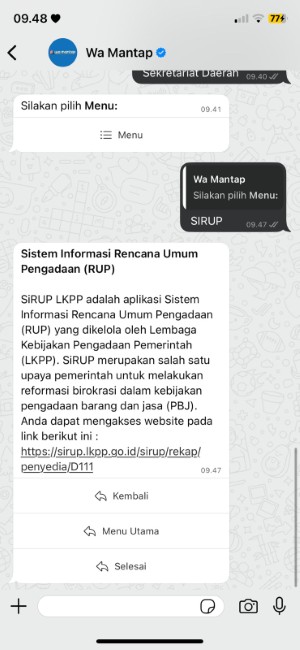 09.48
77
Wa Mantap
Sekretariat Daerah 09.40
Silakan pilih Menu:
09.41
Menu
Wa Mantap
Silakan pilih Menu:
SIRUP
09.47
Sistem Informasi Rencana Umum
Pengadaan (RUP)
SiRUP LKPP adalah aplikasi Sistem
Informasi Rencana Umum Pengadaan
(RUP) yang dikelola oleh Lembaga
Kebijakan Pengadaan Pemerintah
(LKPP). SiRUP merupakan salah satu
upaya pemerintah untuk melakukan
reformasi birokrasi dalam kebijakan
pengadaan barang dan jasa (PBJ).
Anda dapat mengakses website pada
link berikut ini :
https://sirup.lkpp.go.id/sirup/rekap/
penyedia/D111
09.47
Kembali
Menu Utama
Selesai